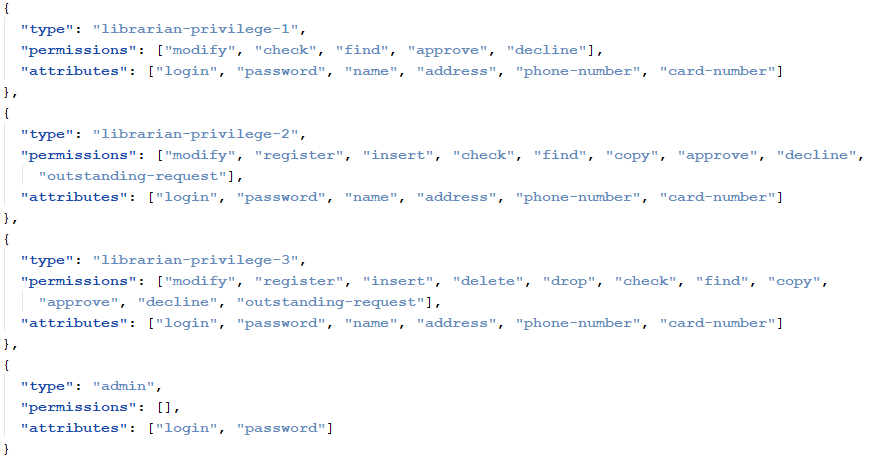 {
"type": "librarian-privilege-1",
"permissions": ["modify", "check", "find", "approve", "decline"],
"attributes": ["login", "password", "name", "address", "phone-number", "card-number"]
},
{
"type": "librarian-privilege-2",
"permissions": ["modify", "register", "insert", "check", "find", "copy", "approve", "decline",
"outstanding-request"],
"attributes": ["login", "password", "name", "address", "phone-number", "card-number"]
},
{
"type": "librarian-privilege-3",
"permissions": ["modify", "register", "insert", "delete", "drop", "check", "find", "copy",
"approve", "decline", "outstanding-request"],
"attributes": ["login", "password", "name", "address", "phone-number", "card-number"]
},
{
"type": "admin",
"permissions": [],
"attributes": ["login", "password"]
}